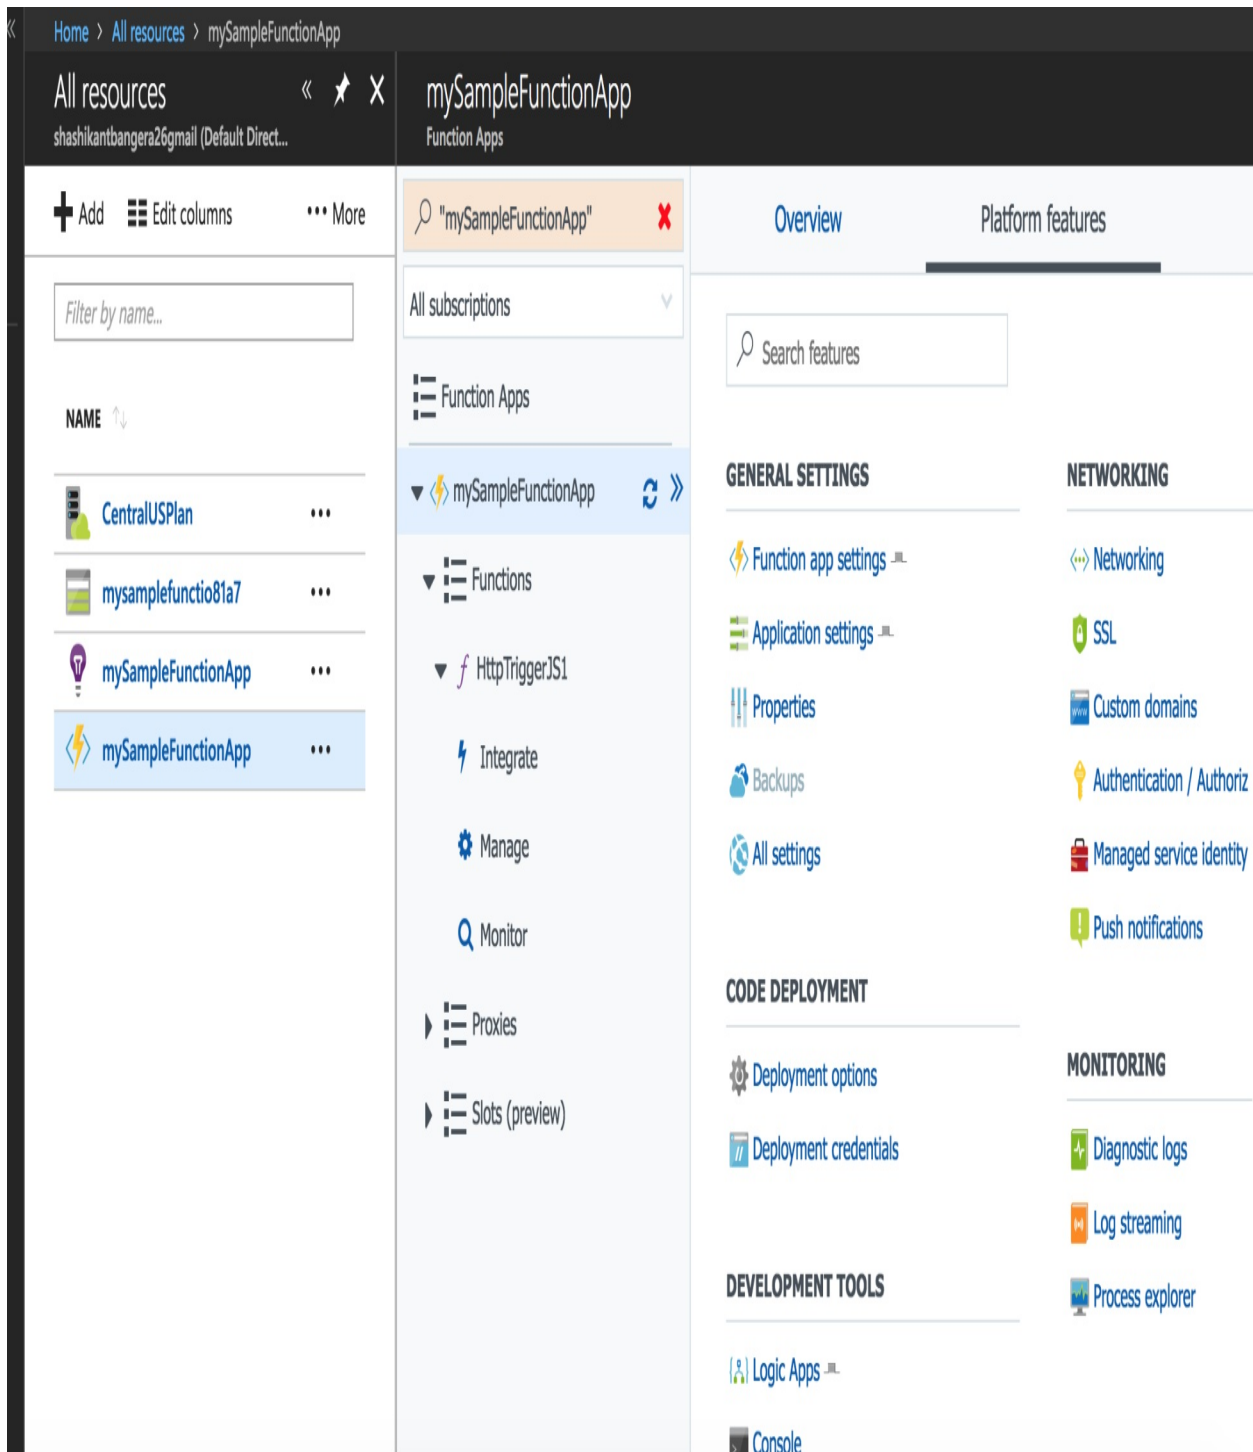 Home > All resources > mySampleFunctionApp
All resources
shashikantbangera26gmail (Default Direct...
Add Edit columns ••• More
Filter by name...
NAME
CentralUSPlan
mysamplefunctio81a7
mySampleFunctionApp
mySampleFunctionApp
mySampleFunctionApp
Function Apps
"mySampleFunctionApp"
All subscriptions
Function Apps
mySampleFunctionApp
Functions
HttpTriggerJS1
Integrate
Manage
Monitor
Proxies
Slots (preview)
Overview Platform features
Search features
GENERAL SETTINGS
Function app settings
Application settings
Properties
Backups
All settings
CODE DEPLOYMENT
Deployment options
Deployment credentials
DEVELOPMENT TOOLS
Logic Apps
Console
NETWORKING
Networking
SSL
Custom domains
Authentication / Authoriz
Managed service identity
Push notifications
MONITORING
Diagnostic logs
Log streaming
Process explorer